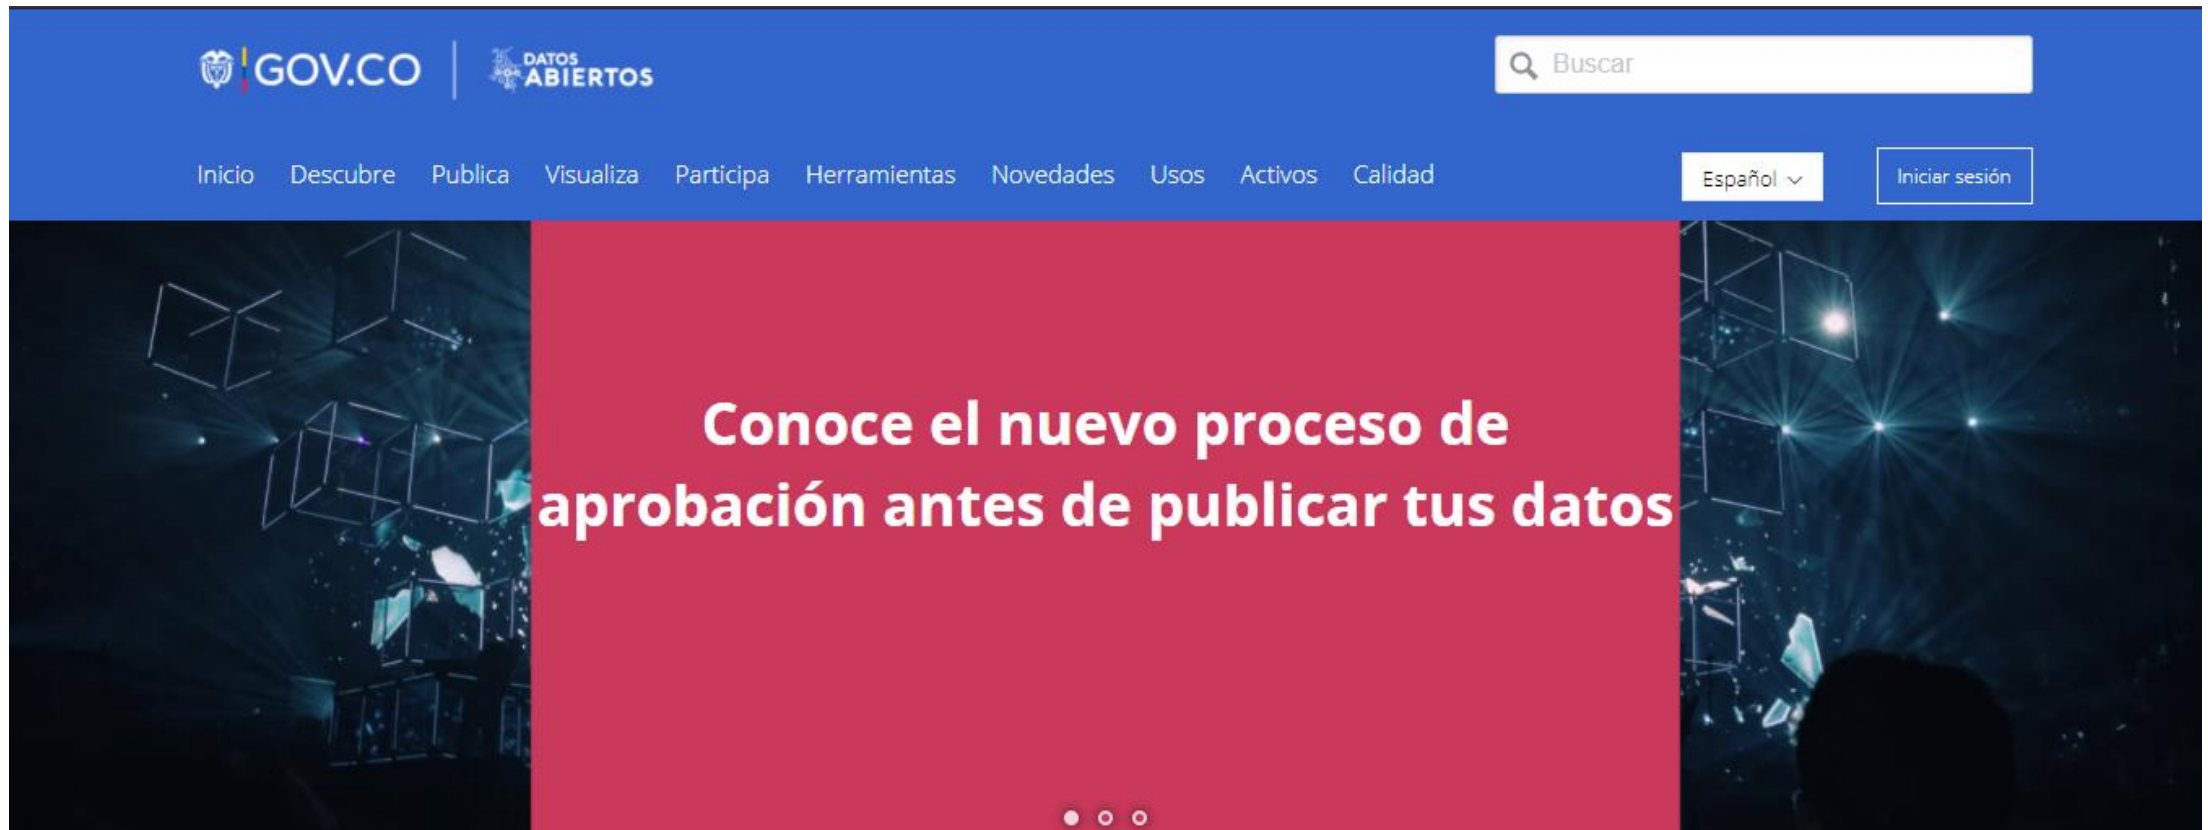 GOV.CO
DATOS
ABIERTOS
Buscar
Inicio Descubre Publica Visualiza Participa Herramientas Novedades Usos Activos Calidad
Español
Iniciar sesión
Conoce el nuevo proceso de
aprobación antes de publicar tus datos